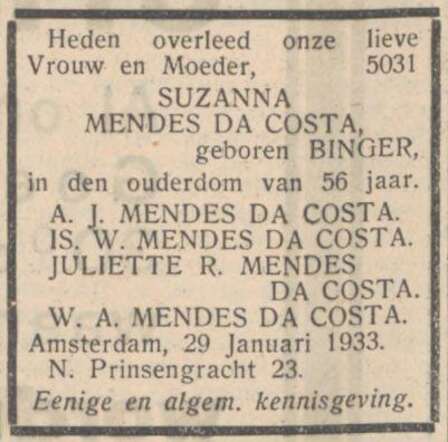 Heden overleed onze lieve
Vrouw en Moeder, 5031
SUZANNA
MENDES DA COSTA,
geboren BINGER,
in den ouderdom van 56 jaar.
A. J. MENDES DA COSTA.
IS. W. MENDES DA COSTA.
JULIETTE R. MENDES
DA COSTA.
W. A. MENDES DA COSTA.
Amsterdam, 29 Januari 1933.
N. Prinsengracht 23.
Eenige en algem. kennisgeving.